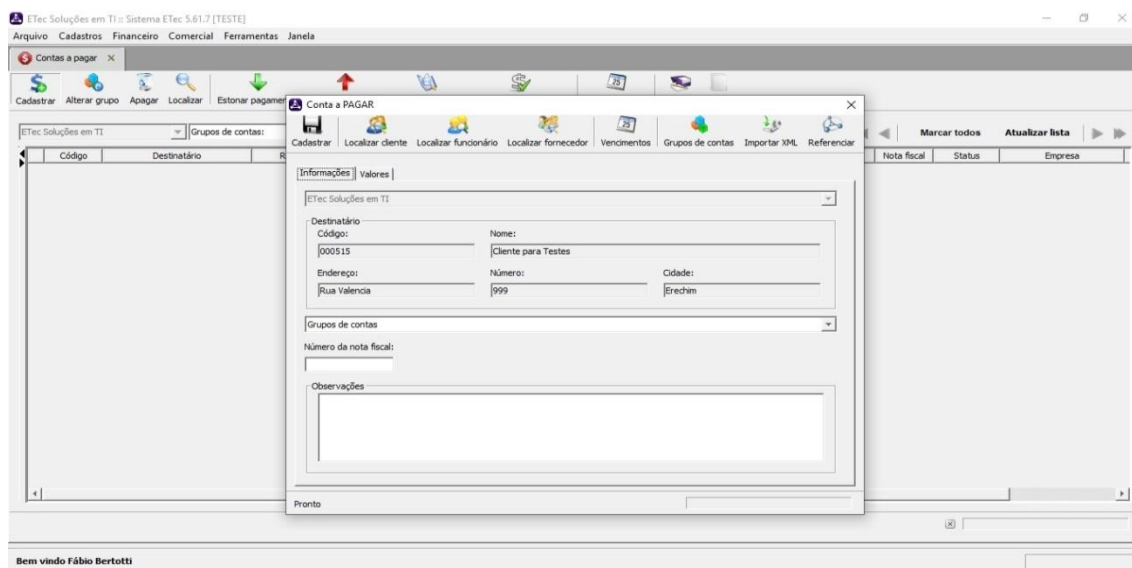 ETec Soluções em TI :: Sistema ETec 5.61.7 [TESTE]
Arquivo Cadastros Financeiro Comercial Ferramentas Janela
Contas a pagar
Cadastrar Alterar grupo Apagar Localizar Estonar pagamen
ETec Soluções em TI Grupos de contas: Marcar todos Atualizar lista
Código Destinatário R Nota fiscal Status Empresa
Conta a PAGAR
Cadastrar Localizar cliente Localizar funcionário Localizar fornecedor Vencimentos Grupos de contas Importar XML Referenciar
Informações Valores
ETec Soluções em TI
Destinatário
Código: Nome:
000515 Cliente para Testes
Endereço: Número: Cidade:
Rua Valencia 999 Erechim
Grupos de contas
Número da nota fiscal:
Observações
Pronto
Bem vindo Fábio Bertotti